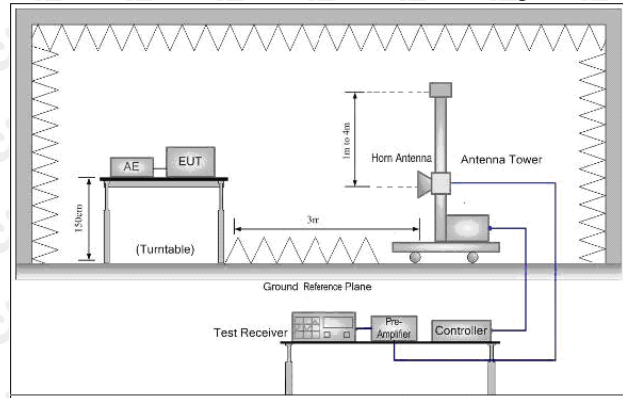 1m to 4m
Horn Antenna
Antenna Tower
AE
EUT
150cm
(Turntable)
3m
Ground Reference Plane
Test Receiver
Pre-
Amplifier
Controller